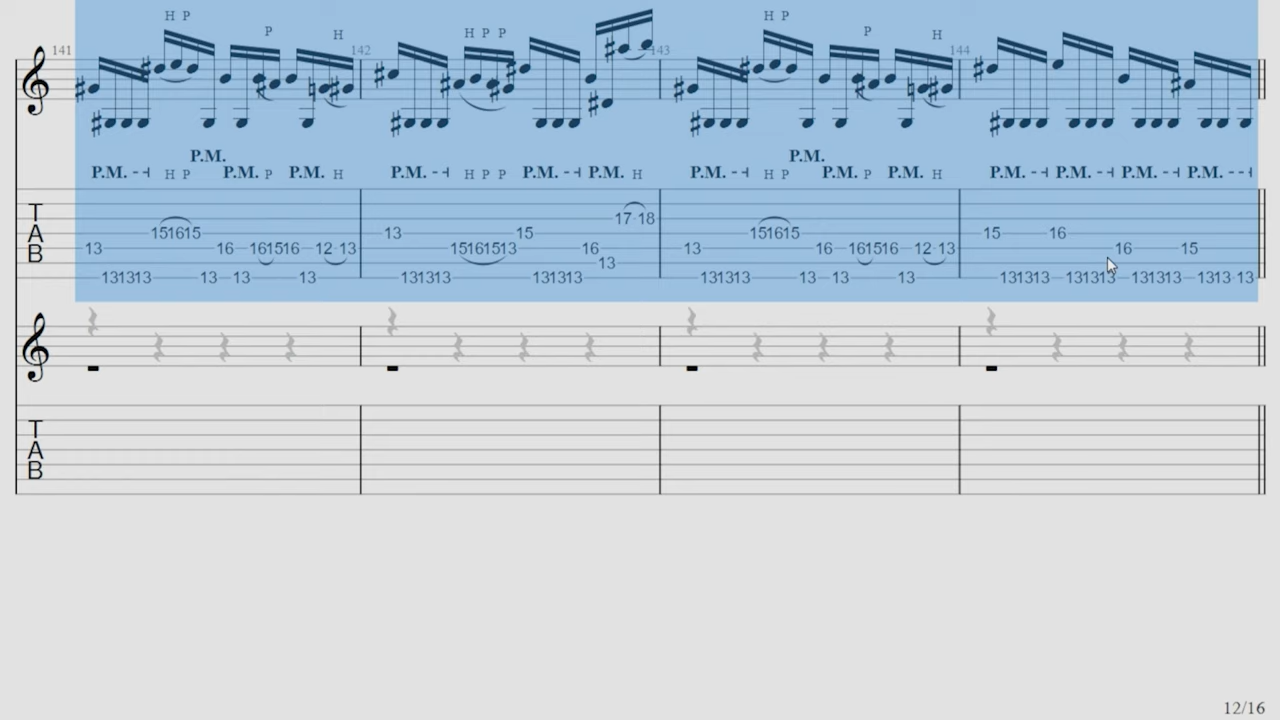 H P H P H P
P H P P P H
141 142 143 144
P.M. P.M.
P.M. H P P.M. P P.M. H P.M. H P P P.M. P.M. H P.M. H P P.M. P P.M. H P.M. P.M. P.M. P.M.
T
17 18
A 151615 13 15 151615 15 16
B 13 16 161516 12 13 15161513 16 13 16 161516 12 13 16 15
13
131313 13 13 13 131313 131313 131313 13 13 13 131313 131313 131313 1313 13
T
A
B
12/16